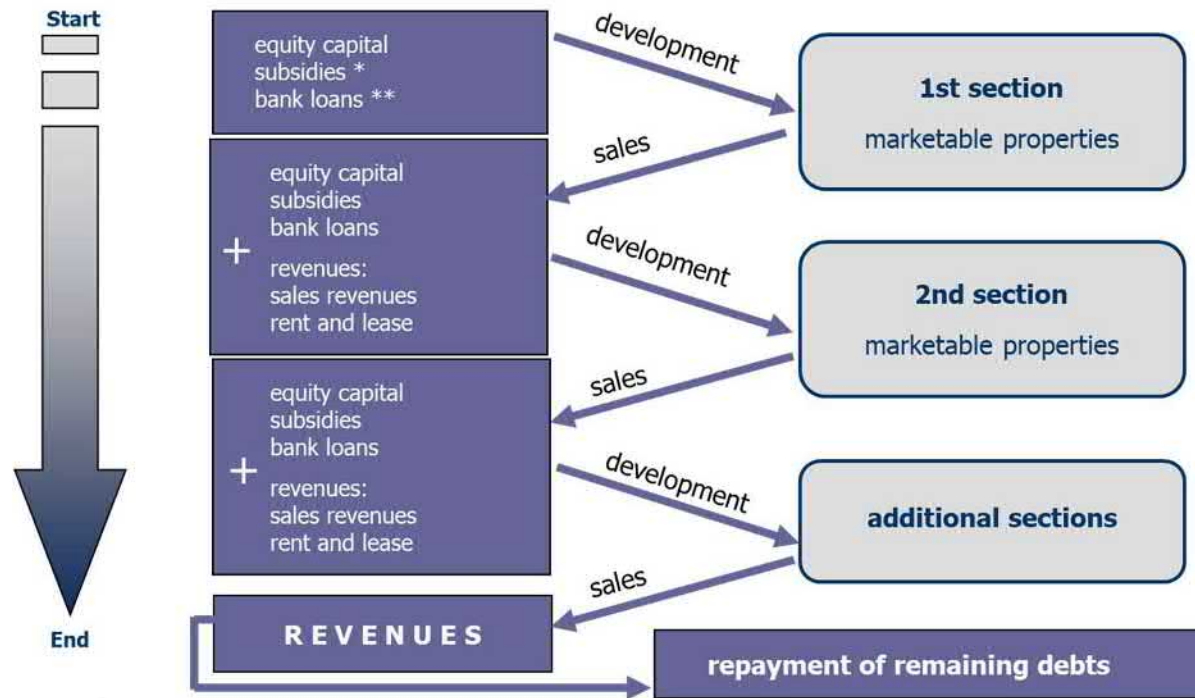 Start
equity capital
subsidies *
bank loans **
development
1st section
marketable properties
sales
equity capital
subsidies
bank loans
+
revenues:
sales revenues
rent and lease
development
2nd section
marketable properties
sales
equity capital
subsidies
bank loans
+
revenues:
sales revenues
rent and lease
development
additional sections
sales
End
REVENUES
repayment of remaining debts